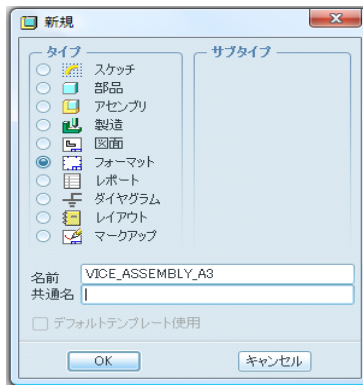 新規
タイプ
サブタイプ
スケッチ
部品
アセンブリ
製造
図面
フォーマット
レポート
ダイヤグラム
レイアウト
マークアップ
名前 VICE_ASSEMBLY_A3
共通名
デフォルトテンプレート使用
OK キャンセル